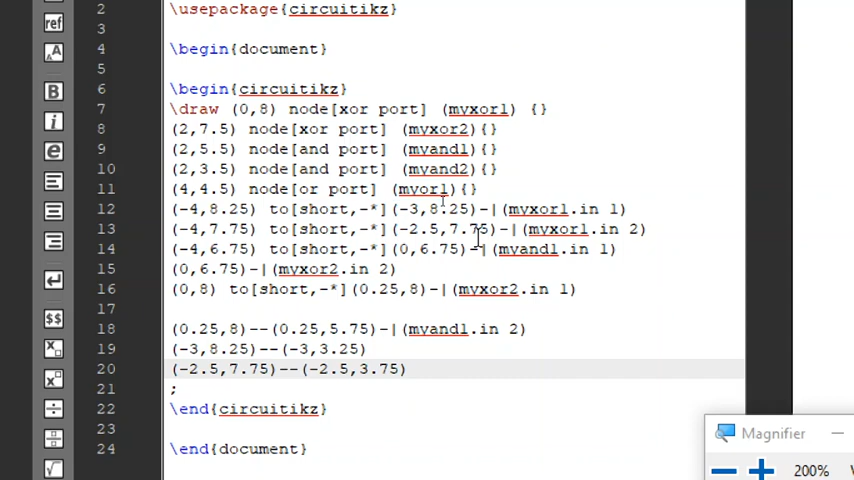 2 \usepackage{circuitikz}
3
4 \begin{document}
5
6 \begin{circuitikz}
7 \draw (0,8) node[xor port] (myxor1) {}
8 (2,7.5) node[xor port] (myxor2){}
9 (2,5.5) node[and port] (myand1){}
10 (2,3.5) node[and port] (myand2){}
11 (4,4.5) node[or port] (myor1){}
12 (-4,8.25) to[short,-*](-3,8.25)-|(myxor1.in 1)
13 (-4,7.75) to[short,-*](-2.5,7.75)-|(myxor1.in 2)
14 (-4,6.75) to[short,-*](0,6.75)-|(myand1.in 1)
15 (0,6.75)-|(myxor2.in 2)
16 (0,8) to[short,-*](0.25,8)-|(myxor2.in 1)
17
18 (0.25,8)--(0.25,5.75)-|(myand1.in 2)
19 (-3,8.25)--(-3,3.25)
20 (-2.5,7.75)--(-2.5,3.75)
21 ;
22 \end{circuitikz}
23
24 \end{document}
ref
A
A
B
i
e
$$
Magnifier
200%